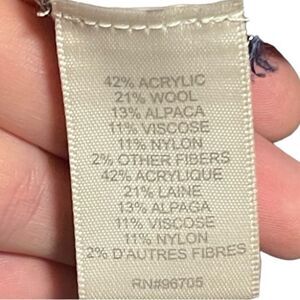 42% ACRYLIC
21% WOOL
13% ALPACA
11% VISCOSE
11% NYLON
2% OTHER FIBERS
42% ACRYLIQUE
21% LAINE
13% ALPAGA
11% VISCOSE
11% NYLON
2% D'AUTRES FIBRES
RN#96705